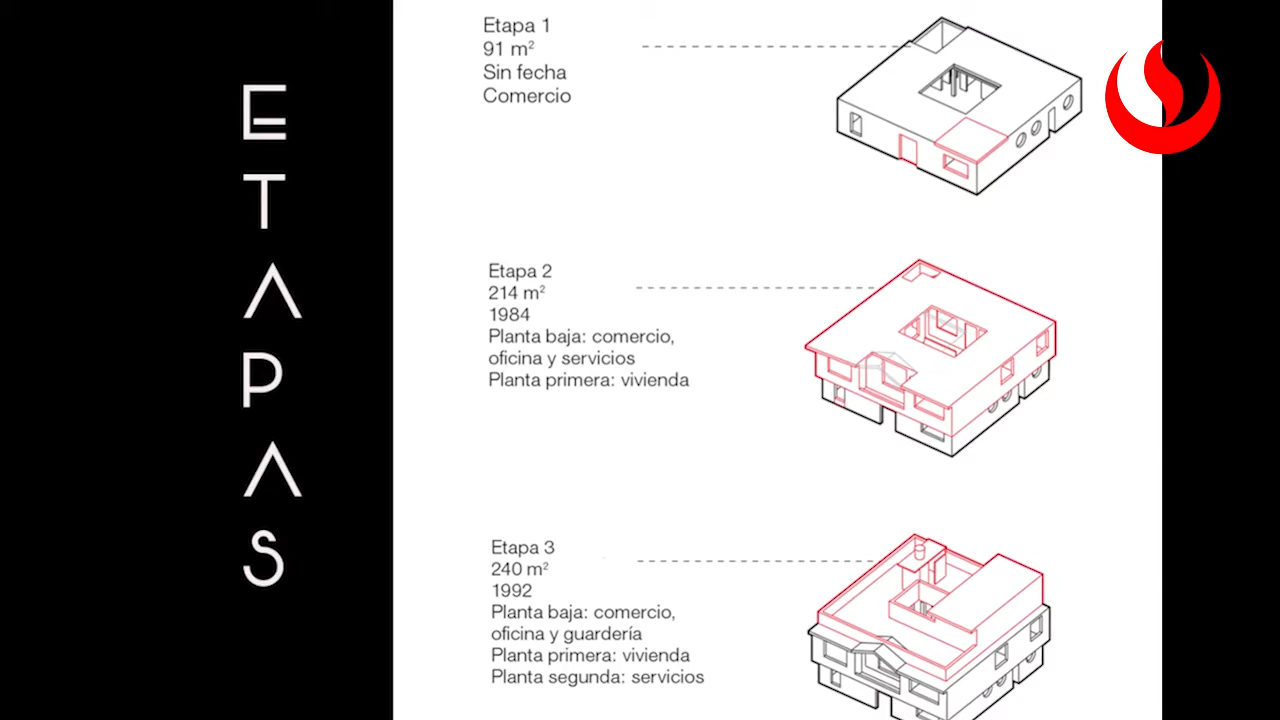 ETAPAS
Etapa 1
91 m²
Sin fecha
Comercio
Etapa 2
214 m²
1984
Planta baja: comercio,
oficina y servicios
Planta primera: vivienda
Etapa 3
240 m²
1992
Planta baja: comercio,
oficina y guardería
Planta primera: vivienda
Planta segunda: servicios